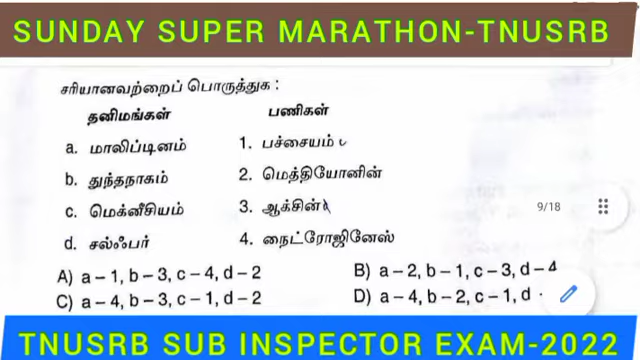 SUNDAY SUPER MARATHON-TNUSRB
சரியானவற்றைப் பொருத்துக :
தனிமங்கள் பணிகள்
a. மாலிப்டினம் 1. பச்சையம்
b. துந்தநாகம் 2. மெத்தியோனின்
c. மெக்னீசியம் 3. ஆக்சின்
9/18
d. சல்ஃபர் 4. நைட்ரோஜினேஸ்
A) a – 1, b – 3, c – 4, d – 2 B) a – 2, b – 1, c – 3, d – 4
C) a – 4, b – 3, c – 1, d – 2 D) a – 4, b – 2, c – 1, d -
TNUSRB SUB INSPECTOR EXAM-2022